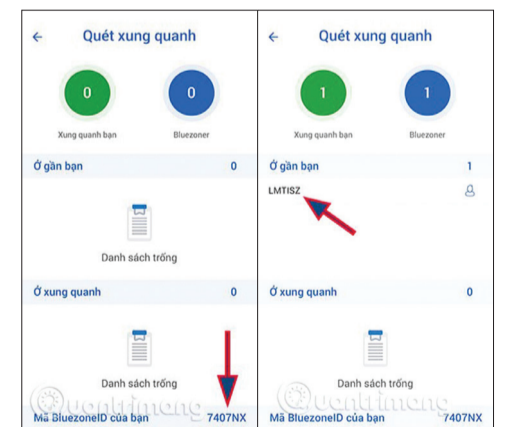 ← Quét xung quanh
0 0
Xung quanh bạn Bluezoner
Ở gần bạn 0
Danh sách trống
Ở xung quanh 0
Danh sách trống
Quantrimang
Mã BluezoneID của bạn 7407NX
← Quét xung quanh
1 1
Xung quanh bạn Bluezoner
Ở gần bạn 1
LMTISZ
Ở xung quanh 0
Danh sách trống
Quantrimang
Mã BluezoneID của bạn 7407NX